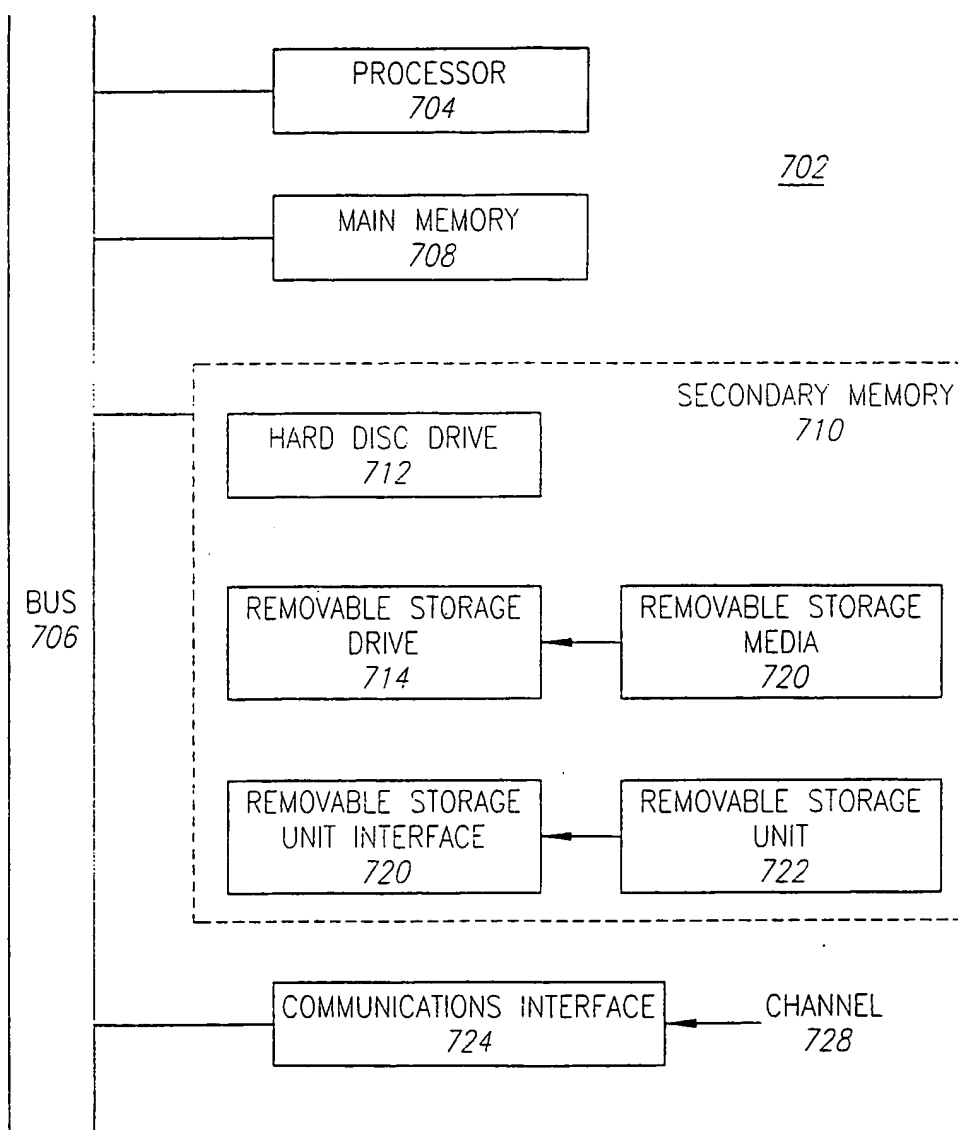 PROCESSOR
704
702
MAIN MEMORY
708
SECONDARY MEMORY
710
HARD DISC DRIVE
712
BUS
706
REMOVABLE STORAGE
DRIVE
714
REMOVABLE STORAGE
MEDIA
720
REMOVABLE STORAGE
UNIT INTERFACE
720
REMOVABLE STORAGE
UNIT
722
COMMUNICATIONS INTERFACE
724
CHANNEL
728